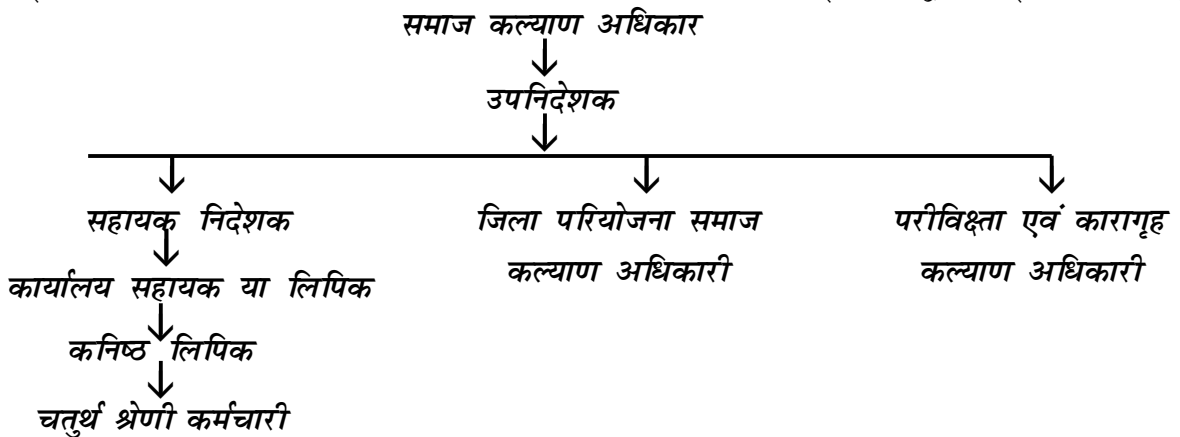 समाज कल्याण अधिकार
उपनिदेशक
सहायक निदेशक
जिला परियोजना समाज
कल्याण अधिकारी
परीविक्ष्ता एवं कारागृह
कल्याण अधिकारी
कार्यालय सहायक या लिपिक
कनिष्ठ लिपिक
चतुर्थ श्रेणी कर्मचारी